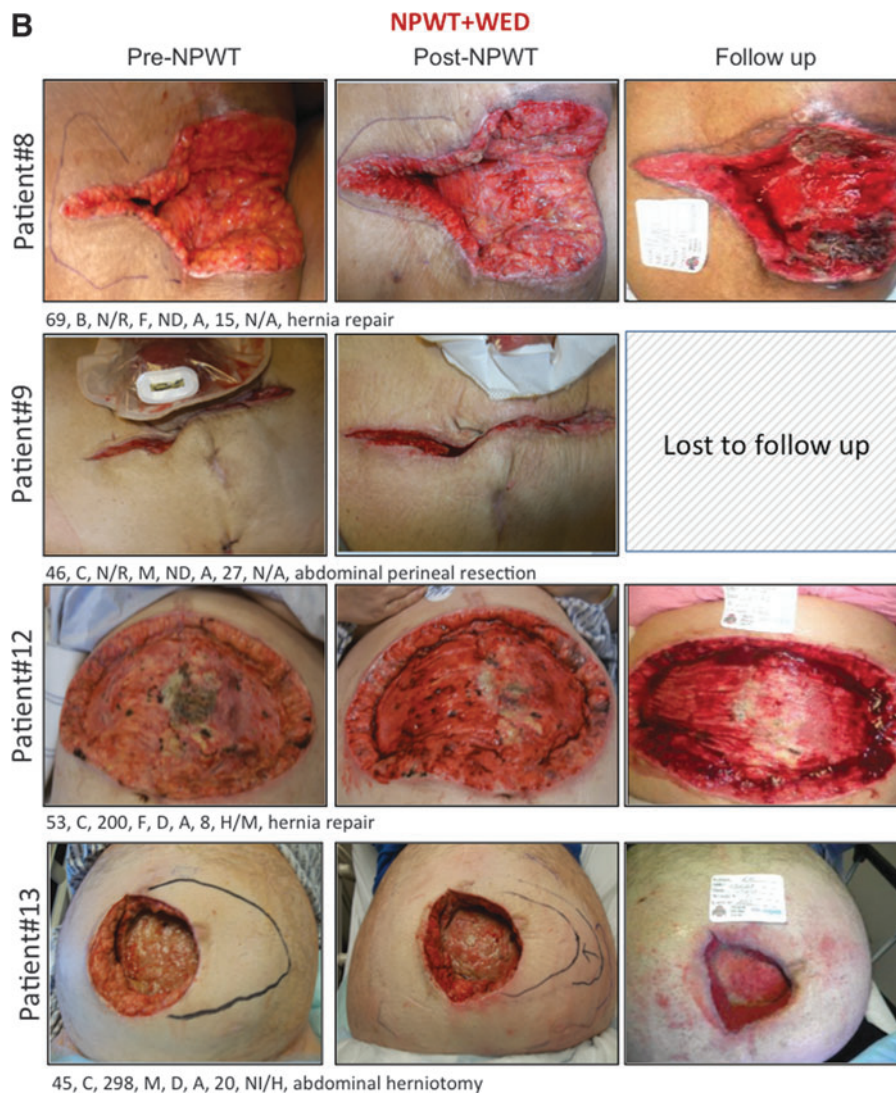 B
NPWT+WED
Pre-NPWT Post-NPWT Follow up
Patient#8
69, B, N/R, F, ND, A, 15, N/A, hernia repair
Patient#9
Lost to follow up
46, C, N/R, M, ND, A, 27, N/A, abdominal perineal resection
Patient#12
53, C, 200, F, D, A, 8, H/M, hernia repair
Patient#13
45, C, 298, M, D, A, 20, NI/H, abdominal herniotomy